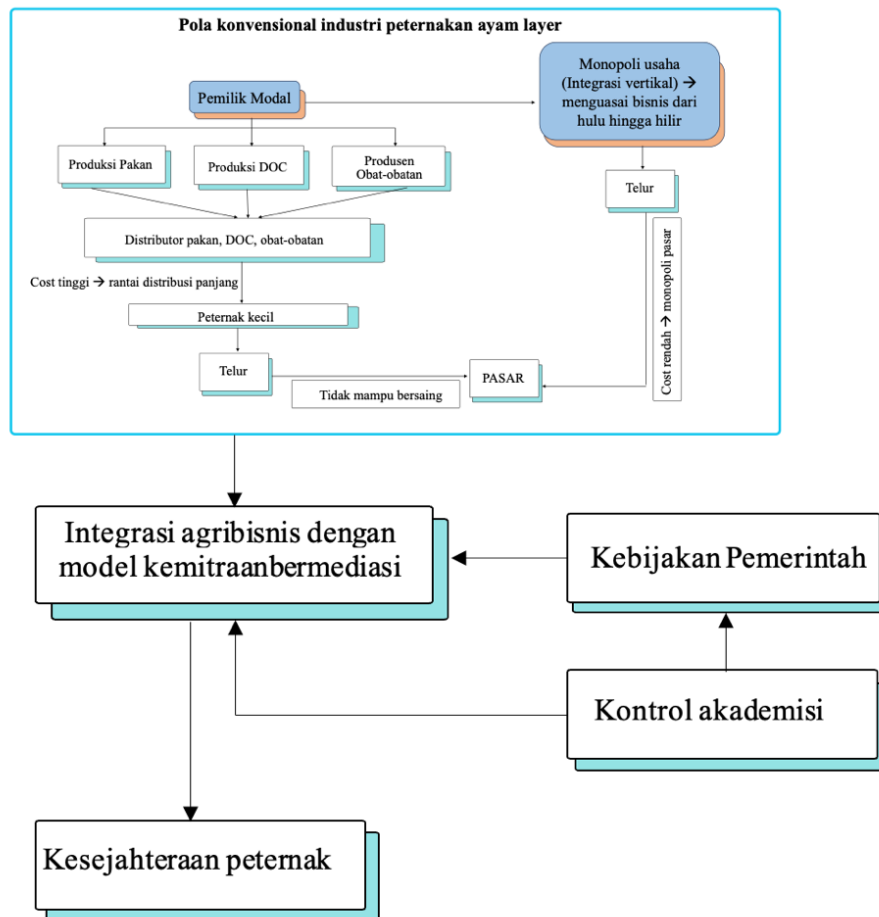 Pola konvensional industri peternakan ayam layer
Monopoli usaha
(Integrasi vertikal) →
menguasai bisnis dari
hulu hingga hilir
Pemilik Modal
Produksi Pakan
Produksi DOC
Produsen
Obat-obatan
Telur
Distributor pakan, DOC, obat-obatan
Cost tinggi → rantai distribusi panjang
Cost rendah → monopoli pasar
Peternak kecil
Telur
PASAR
Tidak mampu bersaing
Integrasi agribisnis dengan
model kemitraanbermediasi
Kebijakan Pemerintah
Kontrol akademisi
Kesejahteraan peternak